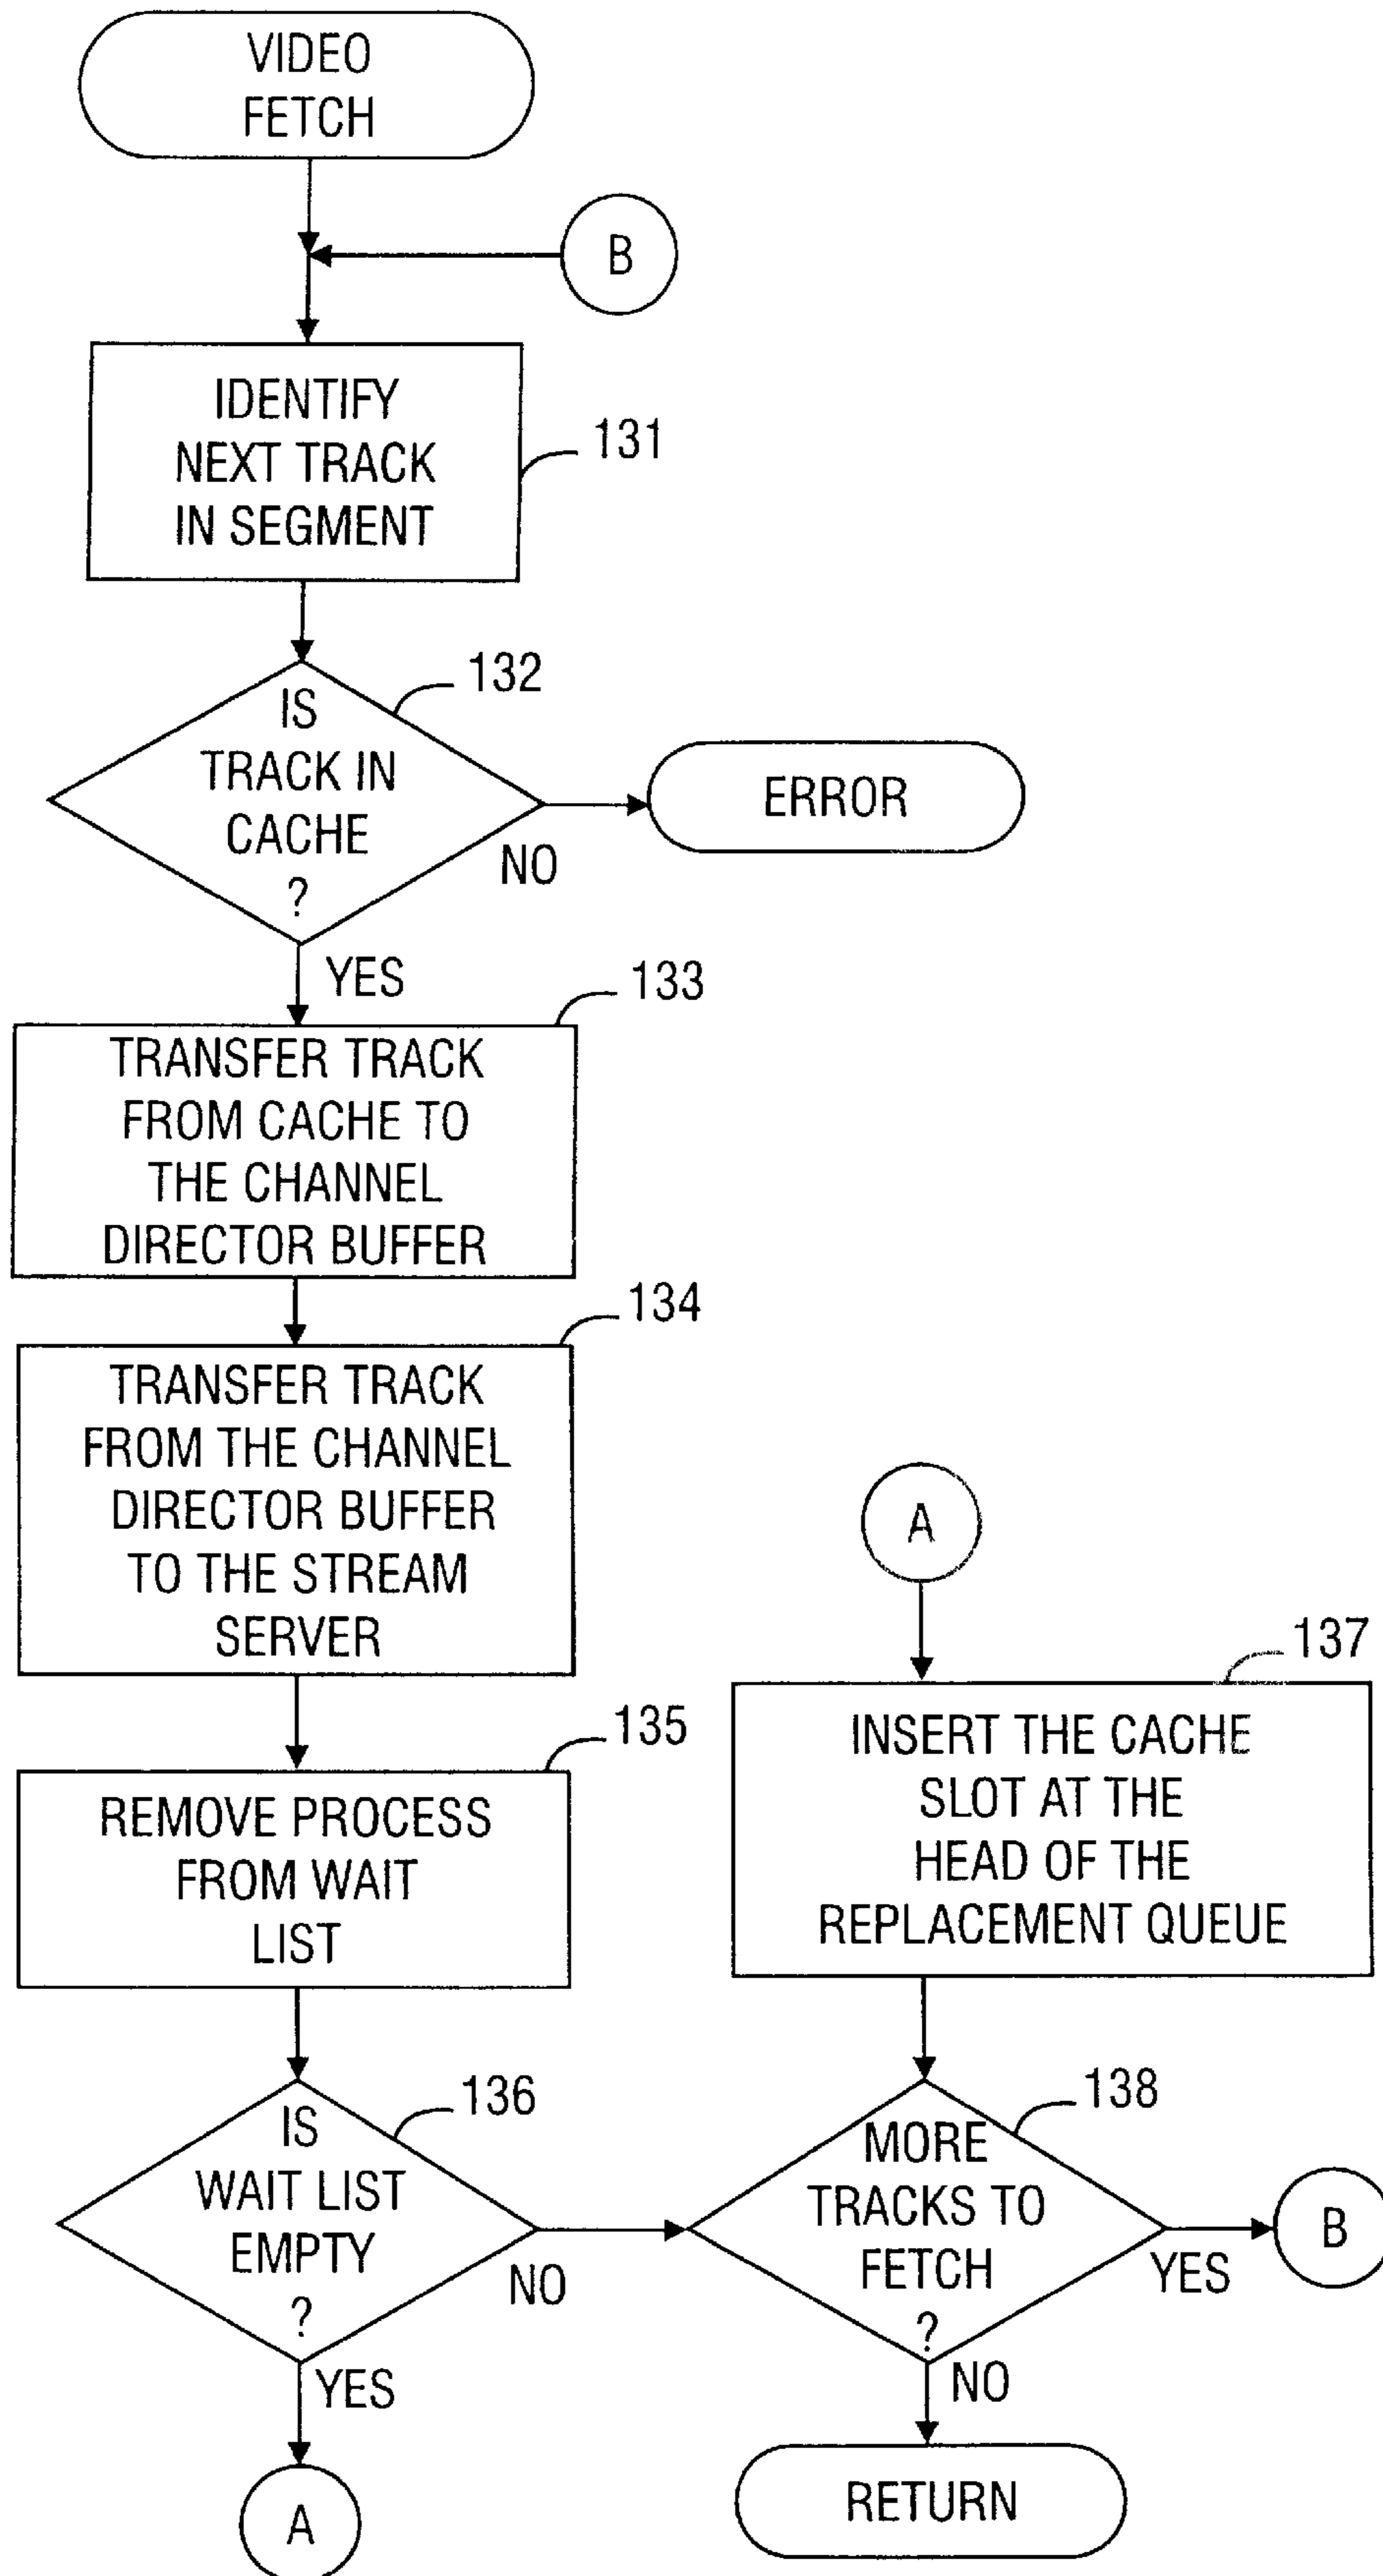 VIDEO
FETCH
B
IDENTIFY
NEXT TRACK
IN SEGMENT
131
132
IS
TRACK IN
CACHE
?
NO
ERROR
YES
133
TRANSFER TRACK
FROM CACHE TO
THE CHANNEL
DIRECTOR BUFFER
134
TRANSFER TRACK
FROM THE CHANNEL
DIRECTOR BUFFER
TO THE STREAM
SERVER
135
REMOVE PROCESS
FROM WAIT
LIST
136
IS
WAIT LIST
EMPTY
?
NO
YES
A
A
137
INSERT THE CACHE
SLOT AT THE
HEAD OF THE
REPLACEMENT QUEUE
138
MORE
TRACKS TO
FETCH
?
YES
B
NO
RETURN